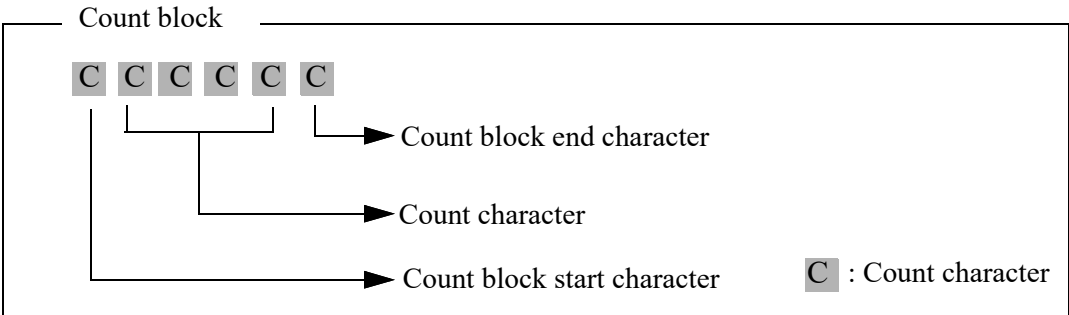 Count block
C C C C C C
Count block end character
Count character
Count block start character
C : Count character